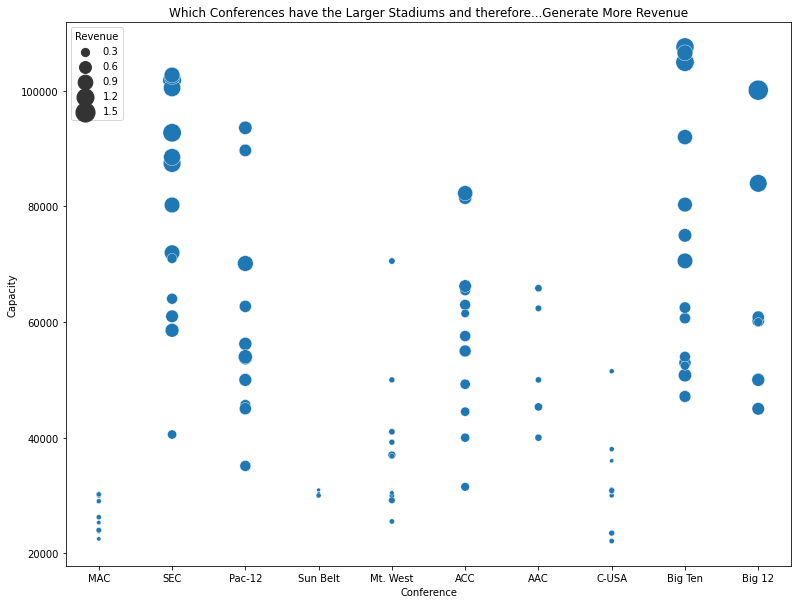 Which Conferences have the Larger Stadiums and therefore...Generate More Revenue
Revenue
0.3
0.6
0.9
1.2
1.5
100000
80000
60000
40000
20000
Capacity
MAC SEC Pac-12 Sun Belt Mt. West ACC AAC C-USA Big Ten Big 12
Conference